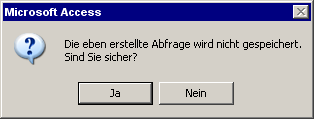 Microsoft Access
Die eben erstellte Abfrage wird nicht gespeichert.
Sind Sie sicher?
Ja
Nein